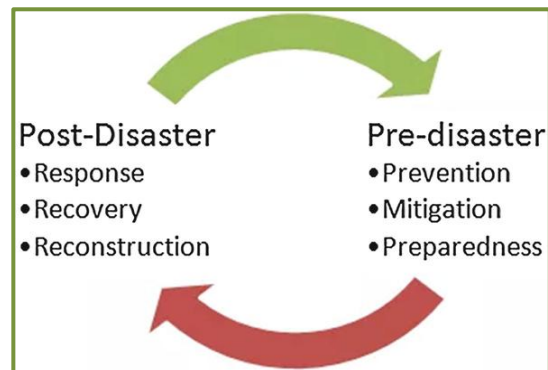 Post-Disaster
•Response
•Recovery
•Reconstruction
Pre-disaster
•Prevention
•Mitigation
•Preparedness